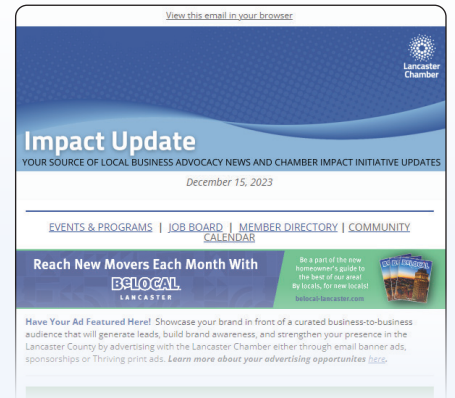 View this email in your browser
Lancaster
Chamber
Impact Update
YOUR SOURCE OF LOCAL BUSINESS ADVOCACY NEWS AND CHAMBER IMPACT INITIATIVE UPDATES
December 15, 2023
EVENTS & PROGRAMS | JOB BOARD | MEMBER DIRECTORY | COMMUNITY
CALENDAR
Reach New Movers Each Month With
BELOCAL
LANCASTER
Be a part of the new
homeowner's guide to
the best of our area!
By locals, for new locals!
belocal-lancaster.com
Have Your Ad Featured Here! Showcase your brand in front of a curated business-to-business
audience that will generate leads, build brand awareness, and strengthen your presence in the
Lancaster County by advertising with the Lancaster Chamber either through email banner ads,
sponsorships or Thriving print ads. Learn more about your advertising opportunites here.